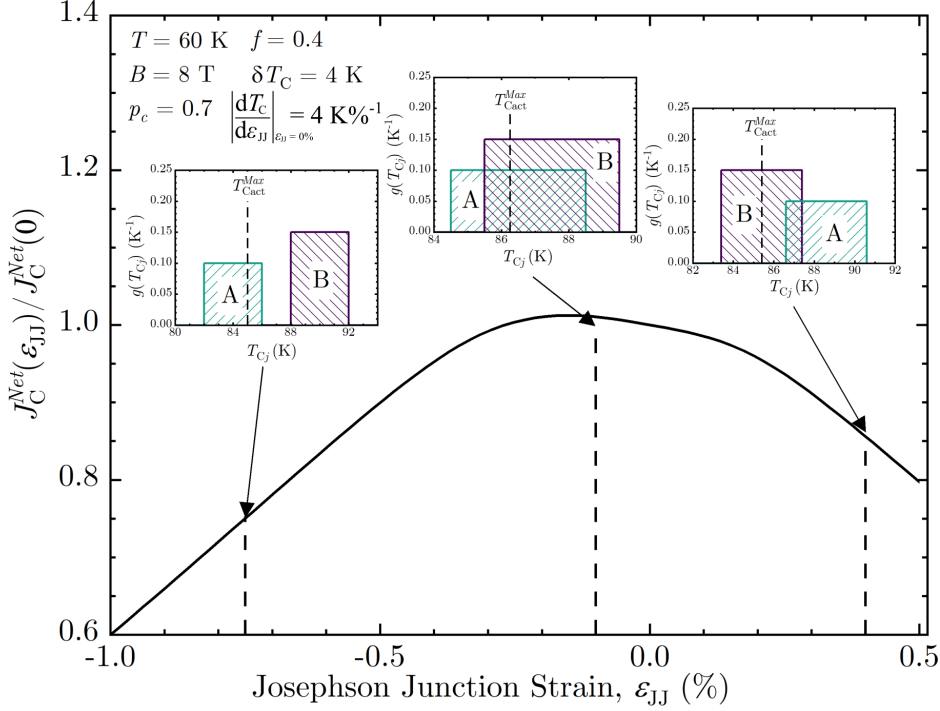 T = 60 K f = 0.4
B = 8 T δT_C = 4 K
p_c = 0.7 |dT_C/dε_JJ|_{ε_JJ = 0%} = 4 K%⁻¹
J_C^Net(ε_JJ) / J_C^Net(0)
1.4
1.2
1.0
0.8
0.6
-1.0 -0.5 0.0 0.5
Josephson Junction Strain, ε_JJ (%)
g(T_Cj) (K⁻¹)
0.25
0.20
0.15
0.10
0.05
0.00
T_Cact^Max
A
B
80 84 88 92
T_Cj (K)
g(T_Cj) (K⁻¹)
0.25
0.20
0.15
0.10
0.05
0.00
T_Cact^Max
A
B
84 86 88 90
T_Cj (K)
g(T_Cj) (K⁻¹)
0.25
0.20
0.15
0.10
0.05
0.00
T_Cact^Max
B
A
82 84 86 88 90 92
T_Cj (K)